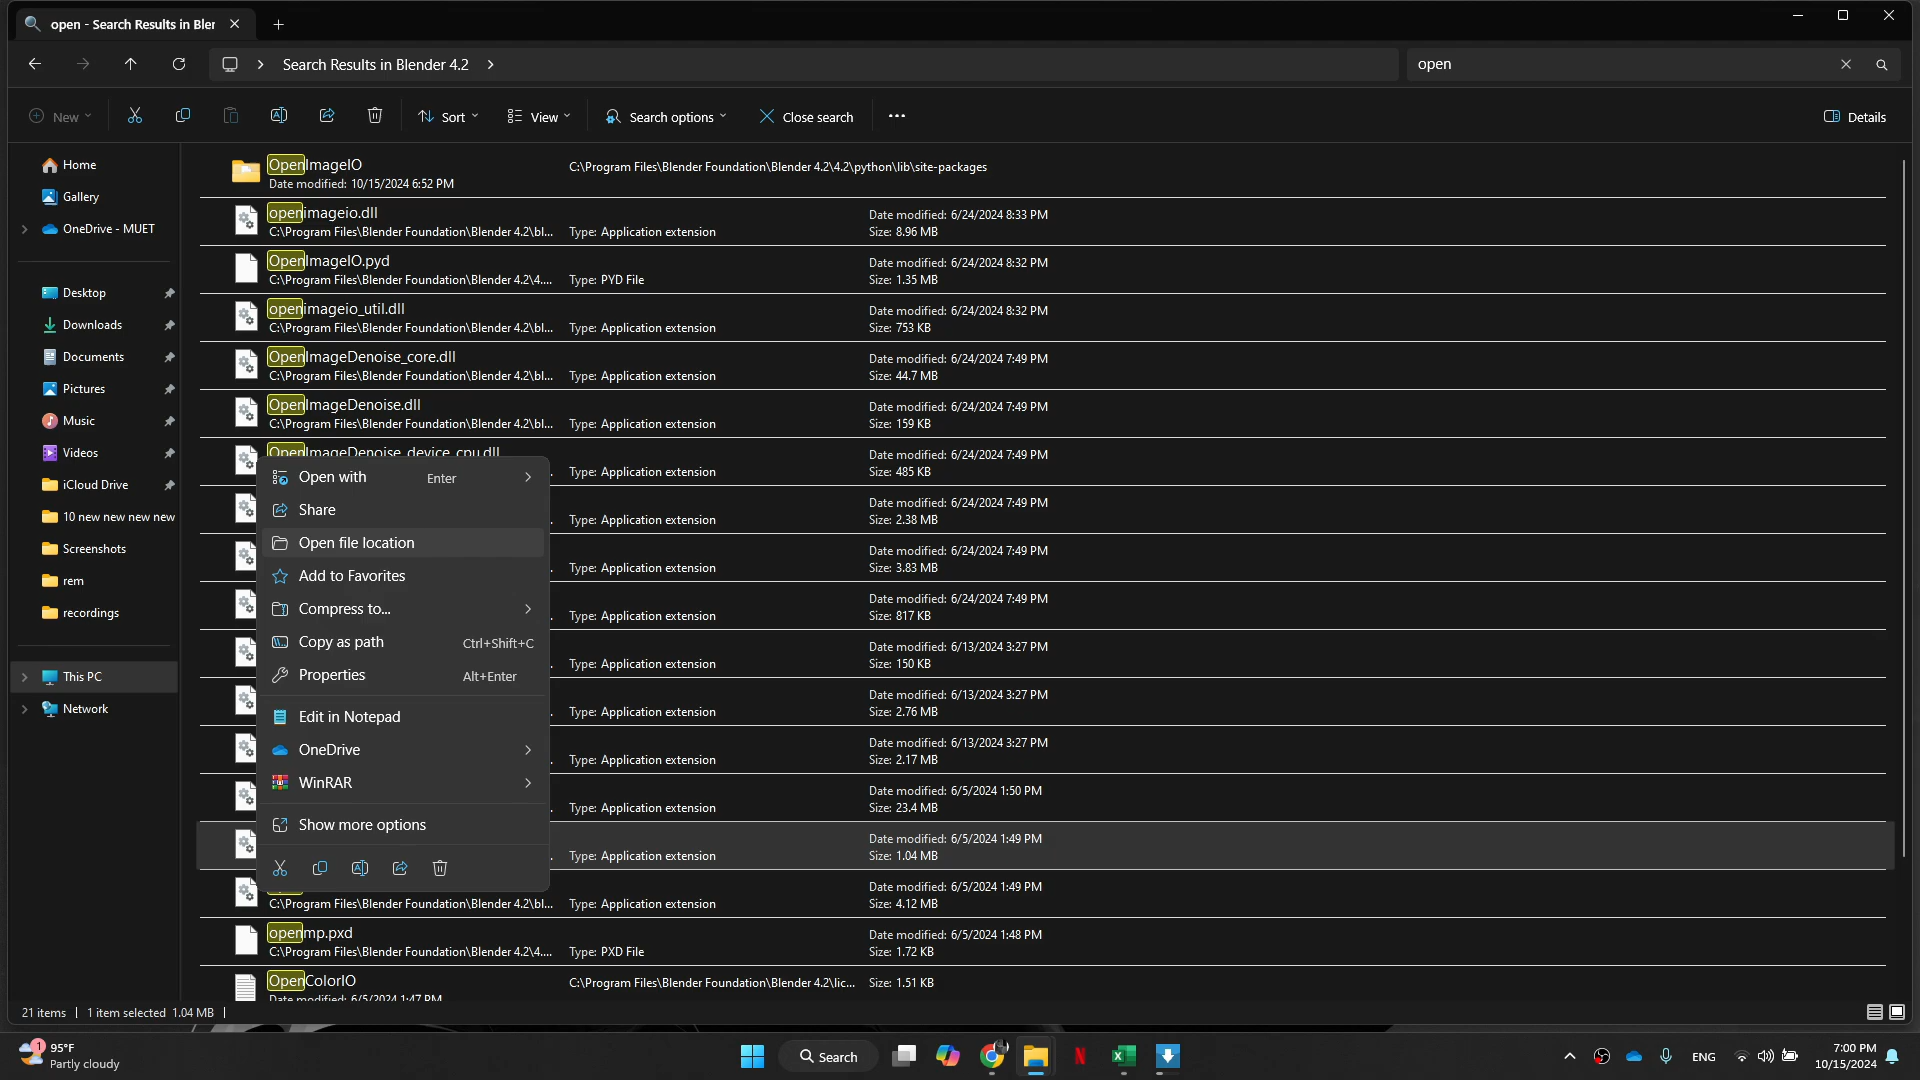 open - Search Results in Bler
Search Results in Blender 4.2
open
New
Sort
View
Search options
Close search
Details
Home
Gallery
OneDrive - MUET
Desktop
Downloads
Documents
Pictures
Music
Videos
iCloud Drive
10 new new new new
Screenshots
rem
recordings
This PC
Network
OpenImageIO
C:\Program Files\Blender Foundation\Blender 4.2\4.2\python\lib\site-packages
Date modified: 10/15/2024 6:52 PM
openimageio.dll
Date modified: 6/24/2024 8:33 PM
C:\Program Files\Blender Foundation\Blender 4.2\bl... Type: Application extension Size: 8.96 MB
OpenImageIO.pyd
Date modified: 6/24/2024 8:32 PM
C:\Program Files\Blender Foundation\Blender 4.2\4.... Type: PYD File Size: 1.35 MB
openimageio_util.dll
Date modified: 6/24/2024 8:32 PM
C:\Program Files\Blender Foundation\Blender 4.2\bl... Type: Application extension Size: 753 KB
OpenImageDenoise_core.dll
Date modified: 6/24/2024 7:49 PM
C:\Program Files\Blender Foundation\Blender 4.2\bl... Type: Application extension Size: 44.7 MB
OpenImageDenoise.dll
Date modified: 6/24/2024 7:49 PM
C:\Program Files\Blender Foundation\Blender 4.2\bl... Type: Application extension Size: 159 KB
OpenImageDenoise_device_cpu.dll
Date modified: 6/24/2024 7:49 PM
Type: Application extension Size: 485 KB
Date modified: 6/24/2024 7:49 PM
Type: Application extension Size: 2.38 MB
Date modified: 6/24/2024 7:49 PM
Type: Application extension Size: 3.83 MB
Date modified: 6/24/2024 7:49 PM
Type: Application extension Size: 817 KB
Date modified: 6/13/2024 3:27 PM
Type: Application extension Size: 150 KB
Date modified: 6/13/2024 3:27 PM
Type: Application extension Size: 2.76 MB
Date modified: 6/13/2024 3:27 PM
Type: Application extension Size: 2.17 MB
Date modified: 6/5/2024 1:50 PM
Type: Application extension Size: 23.4 MB
Date modified: 6/5/2024 1:49 PM
Type: Application extension Size: 1.04 MB
Date modified: 6/5/2024 1:49 PM
C:\Program Files\Blender Foundation\Blender 4.2\bl... Type: Application extension Size: 4.12 MB
openmp.pxd
Date modified: 6/5/2024 1:48 PM
C:\Program Files\Blender Foundation\Blender 4.2\4.... Type: PXD File Size: 1.72 KB
OpenColorIO
C:\Program Files\Blender Foundation\Blender 4.2\lic... Size: 1.51 KB
Date modified: 6/5/2024 1:47 PM
Open with Enter
Share
Open file location
Add to Favorites
Compress to...
Copy as path Ctrl+Shift+C
Properties Alt+Enter
Edit in Notepad
OneDrive
WinRAR
Show more options
21 items
1 item selected 1.04 MB
1
95°F
Partly cloudy
Search
ENG
7:00 PM
10/15/2024